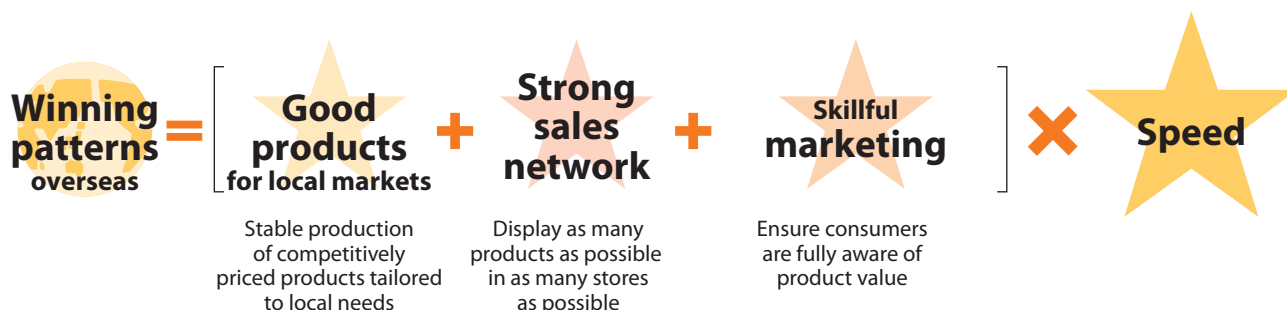 Winning
patterns
overseas
=
Good
products
for local markets
+
Strong
sales
network
+
Skillful
marketing
×
Speed
Stable production
of competitively
priced products tailored
to local needs
Display as many
products as possible
in as many stores
as possible
Ensure consumers
are fully aware of
product value